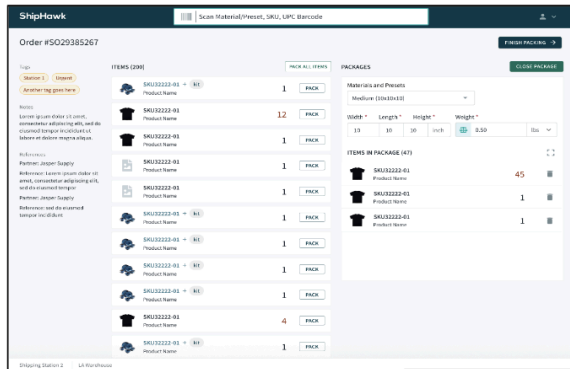 ShipHawk
Scan Material/Preset, SKU, UPC Barcode
Order #SO29385267
FINISH PACKING →
Tags
Station 1
Urgent
Another tag goes here
Notes
Lorem ipsum dolor sit amet,
consectetur adipiscing elit, sed do
eiusmod tempor incididunt ut
labore et dolore magna aliqua.
References
Partner: Jasper Supply
Reference: Lorem ipsum dolor sit
amet, consectetur adipiscing elit,
sed do eiusmod tempor
Partner: Jasper Supply
Reference: sed do eiusmod
tempor incididunt
ITEMS (200)
PACK ALL ITEMS
SKU32222-01 + kit
Product Name
1
PACK
SKU32222-01
Product Name
12
PACK
SKU32222-01
Product Name
1
PACK
SKU32222-01
Product Name
1
PACK
SKU32222-01
Product Name
1
PACK
SKU32222-01 + kit
Product Name
1
PACK
SKU32222-01 + kit
Product Name
1
PACK
SKU32222-01 + kit
Product Name
1
PACK
SKU32222-01
Product Name
4
PACK
SKU32222-01 + kit
Product Name
1
PACK
PACKAGES
CLOSE PACKAGE
Materials and Presets
Medium (10x10x10)
Width * Length * Height * Weight *
10 10 10 inch 0.50 lbs
ITEMS IN PACKAGE (47)
SKU32222-01
Product Name
45
SKU32222-01
Product Name
1
SKU32222-01
Product Name
1
Shipping Station 2 LA Warehouse